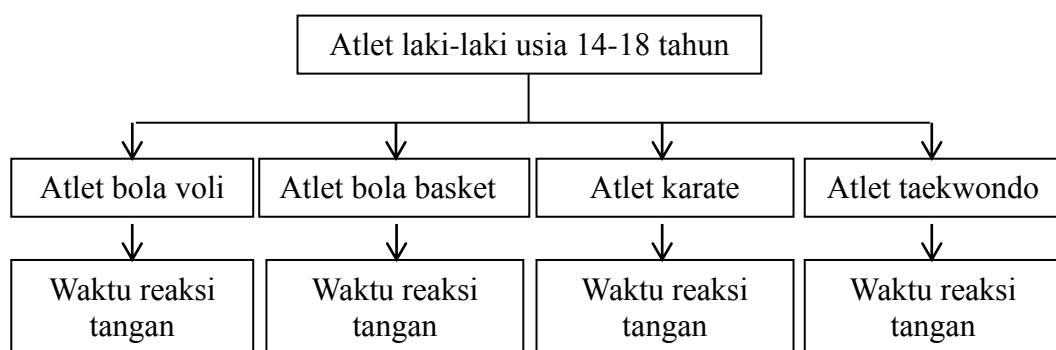 Atlet laki-laki usia 14-18 tahun
Atlet bola voli
Atlet bola basket
Atlet karate
Atlet taekwondo
Waktu reaksi
tangan
Waktu reaksi
tangan
Waktu reaksi
tangan
Waktu reaksi
tangan